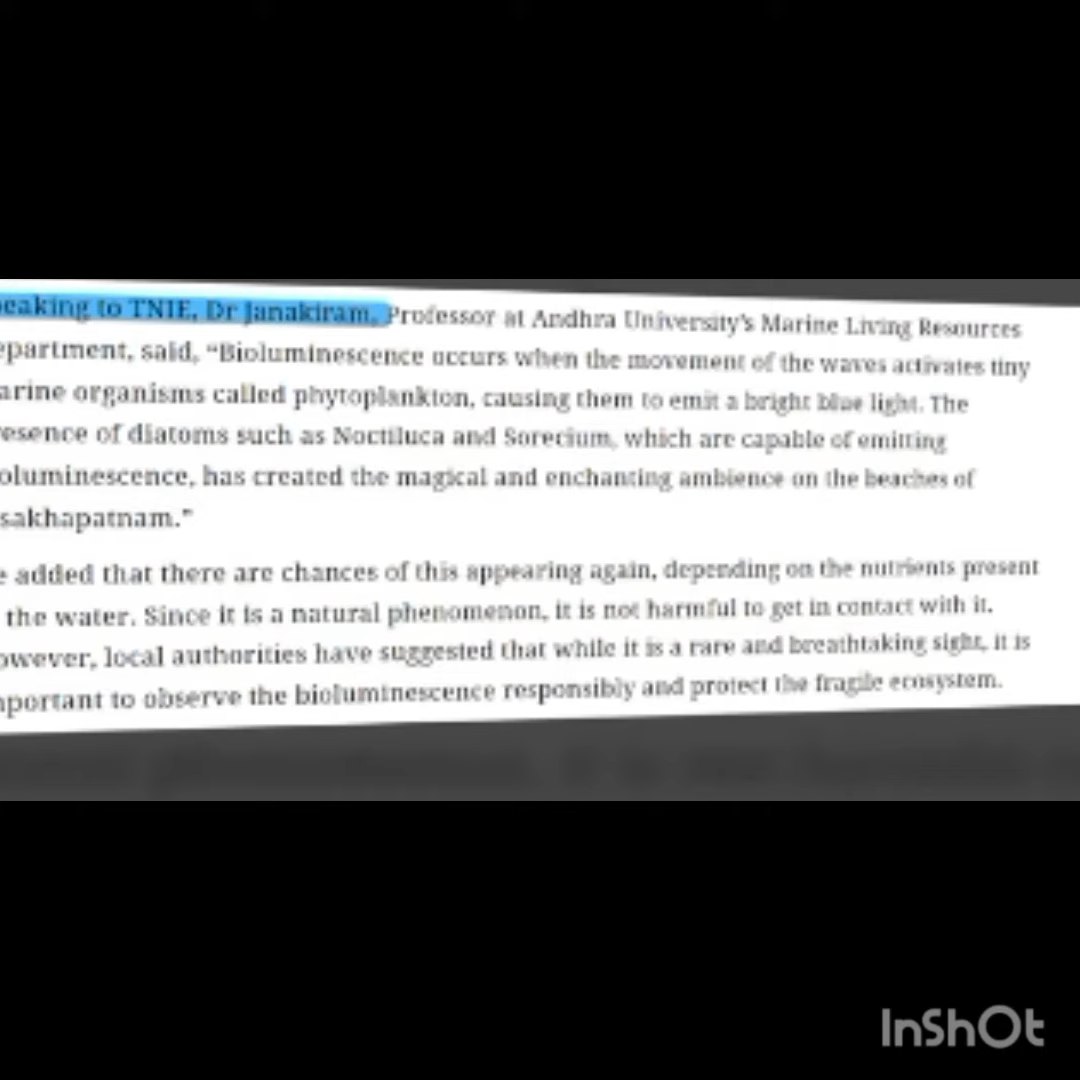 peaking to TNIE, Dr Janakiram, Professor at Andhra University's Marine Living Resources
epartment, said, “Bioluminescence occurs when the movement of the waves activates tiny
arine organisms called phytoplankton, causing them to emit a bright blue light. The
esence of diatoms such as Noctiluca and Sorecium, which are capable of emitting
oluminescence, has created the magical and enchanting ambience on the beaches of
sakhapatnam.”
e added that there are chances of this appearing again, depending on the nutrients present
the water. Since it is a natural phenomenon, it is not harmful to get in contact with it.
owever, local authorities have suggested that while it is a rare and breathtaking sight, it is
mportant to observe the bioluminescence responsibly and protect the fragile ecosystem.
InShOt